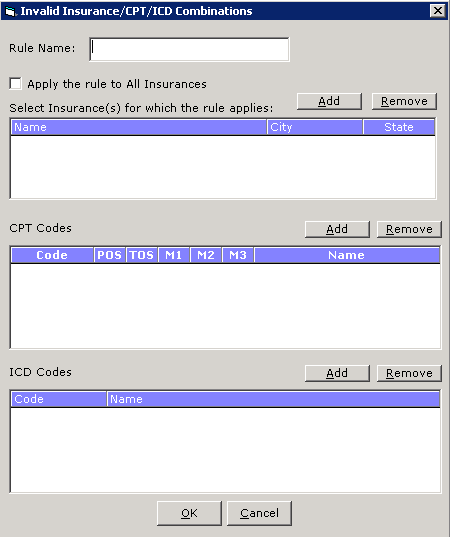 Invalid Insurance/CPT/ICD Combinations
Rule Name:
Apply the rule to All Insurances
Select Insurance(s) for which the rule applies: Add Remove
Name City State
CPT Codes Add Remove
Code POS TOS M1 M2 M3 Name
ICD Codes Add Remove
Code Name
OK Cancel